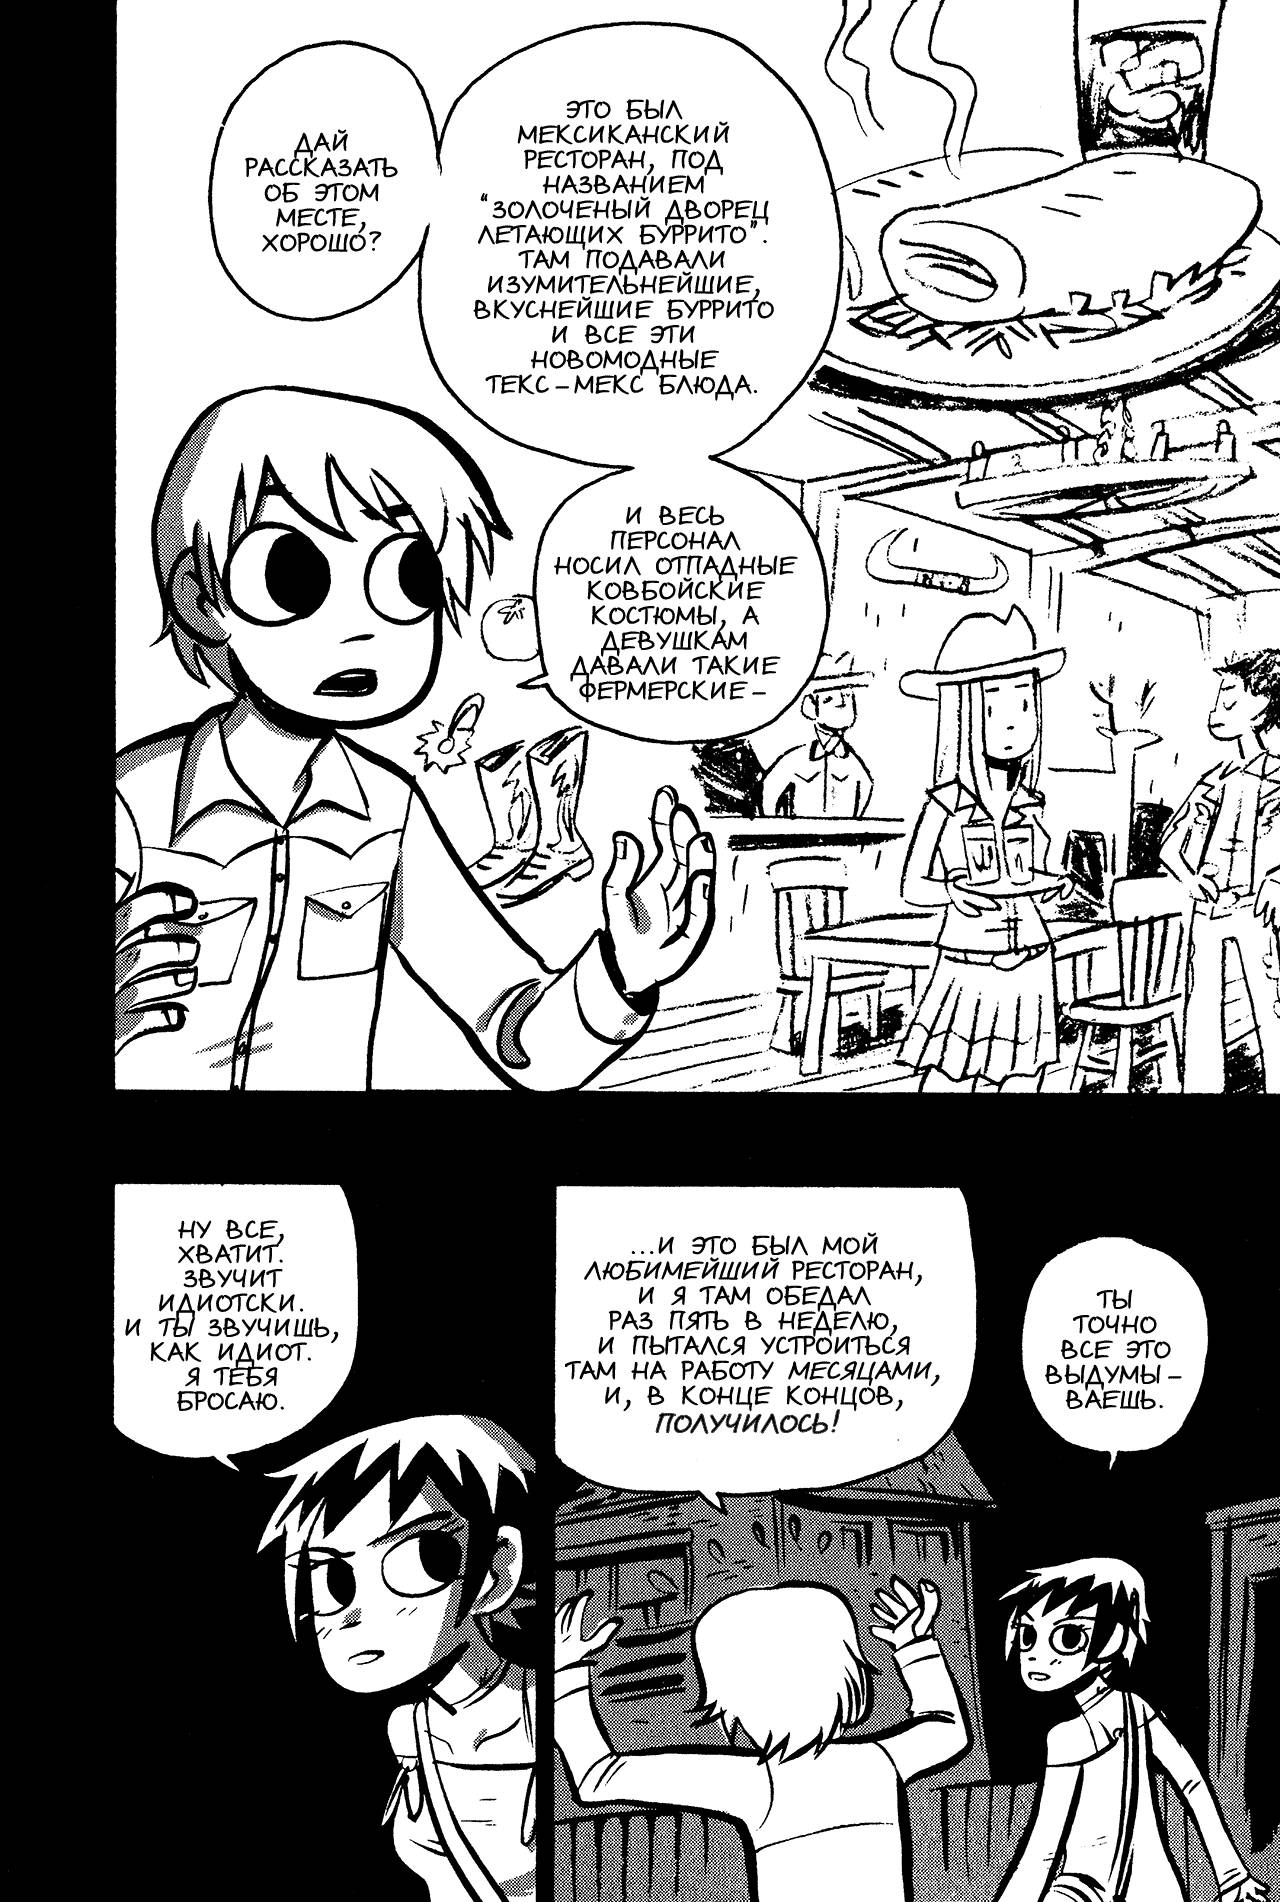 ДАЙ
РАССКАЗАТЬ
ОБ ЭТОМ
МЕСТЕ,
ХОРОШО?
ЭТО БЫЛ
МЕКСИКАНСКИЙ
РЕСТОРАН, ПОД
НАЗВАНИЕМ
"ЗОЛОЧЕНЫЙ ДВОРЕЦ
ЛЕТАЮЩИХ БУРРИТО".
ТАМ ПОДАВАЛИ
ИЗУМИТЕЛЬНЕЙШИЕ,
ВКУСНЕЙШИЕ БУРРИТО
И ВСЕ ЭТИ
НОВОМОДНЫЕ
ТЕКС-МЕКС БЛЮДА.
И ВЕСЬ
ПЕРСОНАЛ
НОСИЛ ОТПАДНЫЕ
КОВБОЙСКИЕ
КОСТЮМЫ, А
ДЕВУШКАМ
ДАВАЛИ ТАКИЕ
ФЕРМЕРСКИЕ-
НУ ВСЕ,
ХВАТИТ.
ЗВУЧИТ
ИДИОТСКИ.
И ТЫ ЗВУЧИШЬ,
КАК ИДИОТ.
Я ТЕБЯ
БРОСАЮ.
...И ЭТО БЫЛ МОЙ
ЛЮБИМЕЙШИЙ РЕСТОРАН,
И Я ТАМ ОБЕДАЛ
РАЗ ПЯТЬ В НЕДЕЛЮ,
И ПЫТАЛСЯ УСТРОИТЬСЯ
ТАМ НА РАБОТУ МЕСЯЦАМИ,
И, В КОНЦЕ КОНЦОВ,
ПОЛУЧИЛОСЬ!
ТЫ
ТОЧНО
ВСЕ ЭТО
ВЫДУМЫ-
ВАЕШЬ.